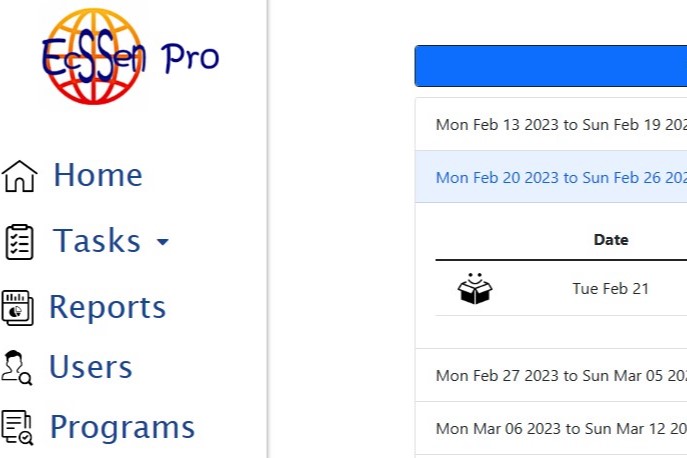 EcSSen Pro
Home
Tasks
Reports
Users
Programs
Mon Feb 13 2023 to Sun Feb 19 202
Mon Feb 20 2023 to Sun Feb 26 202
Date
Tue Feb 21
Mon Feb 27 2023 to Sun Mar 05 202
Mon Mar 06 2023 to Sun Mar 12 20